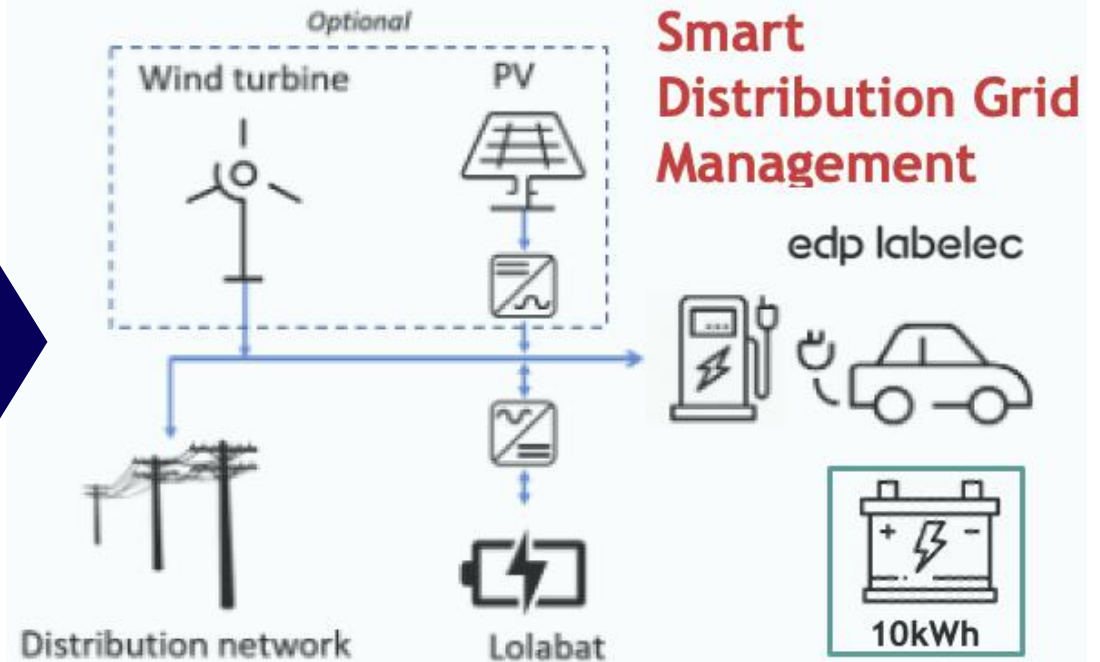 Optional
Wind turbine
PV
Smart
Distribution Grid
Management
edp labelec
+ -
10kWh
Distribution network
Lolabat